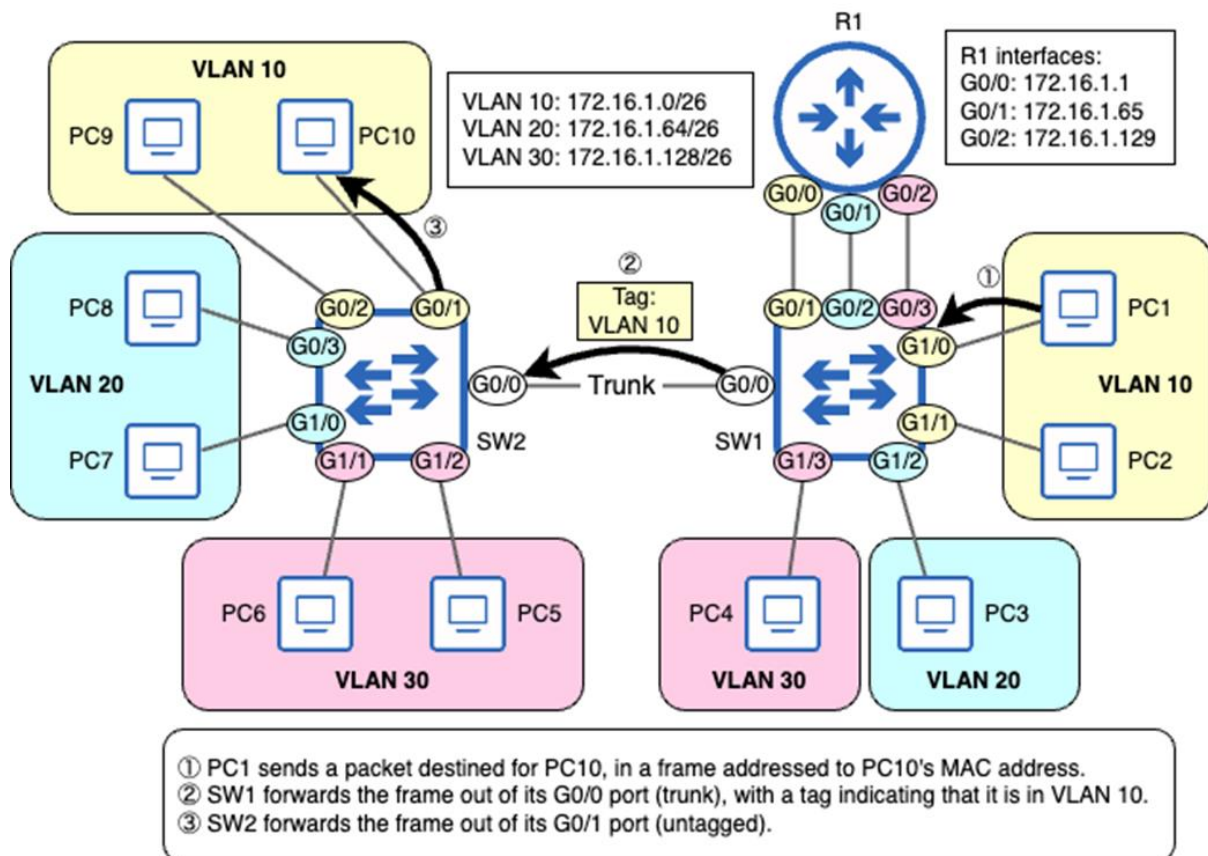 R1
R1 interfaces:
G0/0: 172.16.1.1
G0/1: 172.16.1.65
G0/2: 172.16.1.129
VLAN 10: 172.16.1.0/26
VLAN 20: 172.16.1.64/26
VLAN 30: 172.16.1.128/26
VLAN 10
PC9
PC10
③
G0/0
G0/1
G0/2
②
Tag:
VLAN 10
①
PC1
VLAN 10
PC2
PC8
VLAN 20
PC7
G0/2
G0/1
G0/3
G1/0
G1/1
G1/2
G0/0
SW2
Trunk
G0/0
SW1
G0/1
G0/2
G0/3
G1/0
G1/1
G1/3
G1/2
PC6
PC5
VLAN 30
PC4
VLAN 30
PC3
VLAN 20
① PC1 sends a packet destined for PC10, in a frame addressed to PC10's MAC address.
② SW1 forwards the frame out of its G0/0 port (trunk), with a tag indicating that it is in VLAN 10.
③ SW2 forwards the frame out of its G0/1 port (untagged).